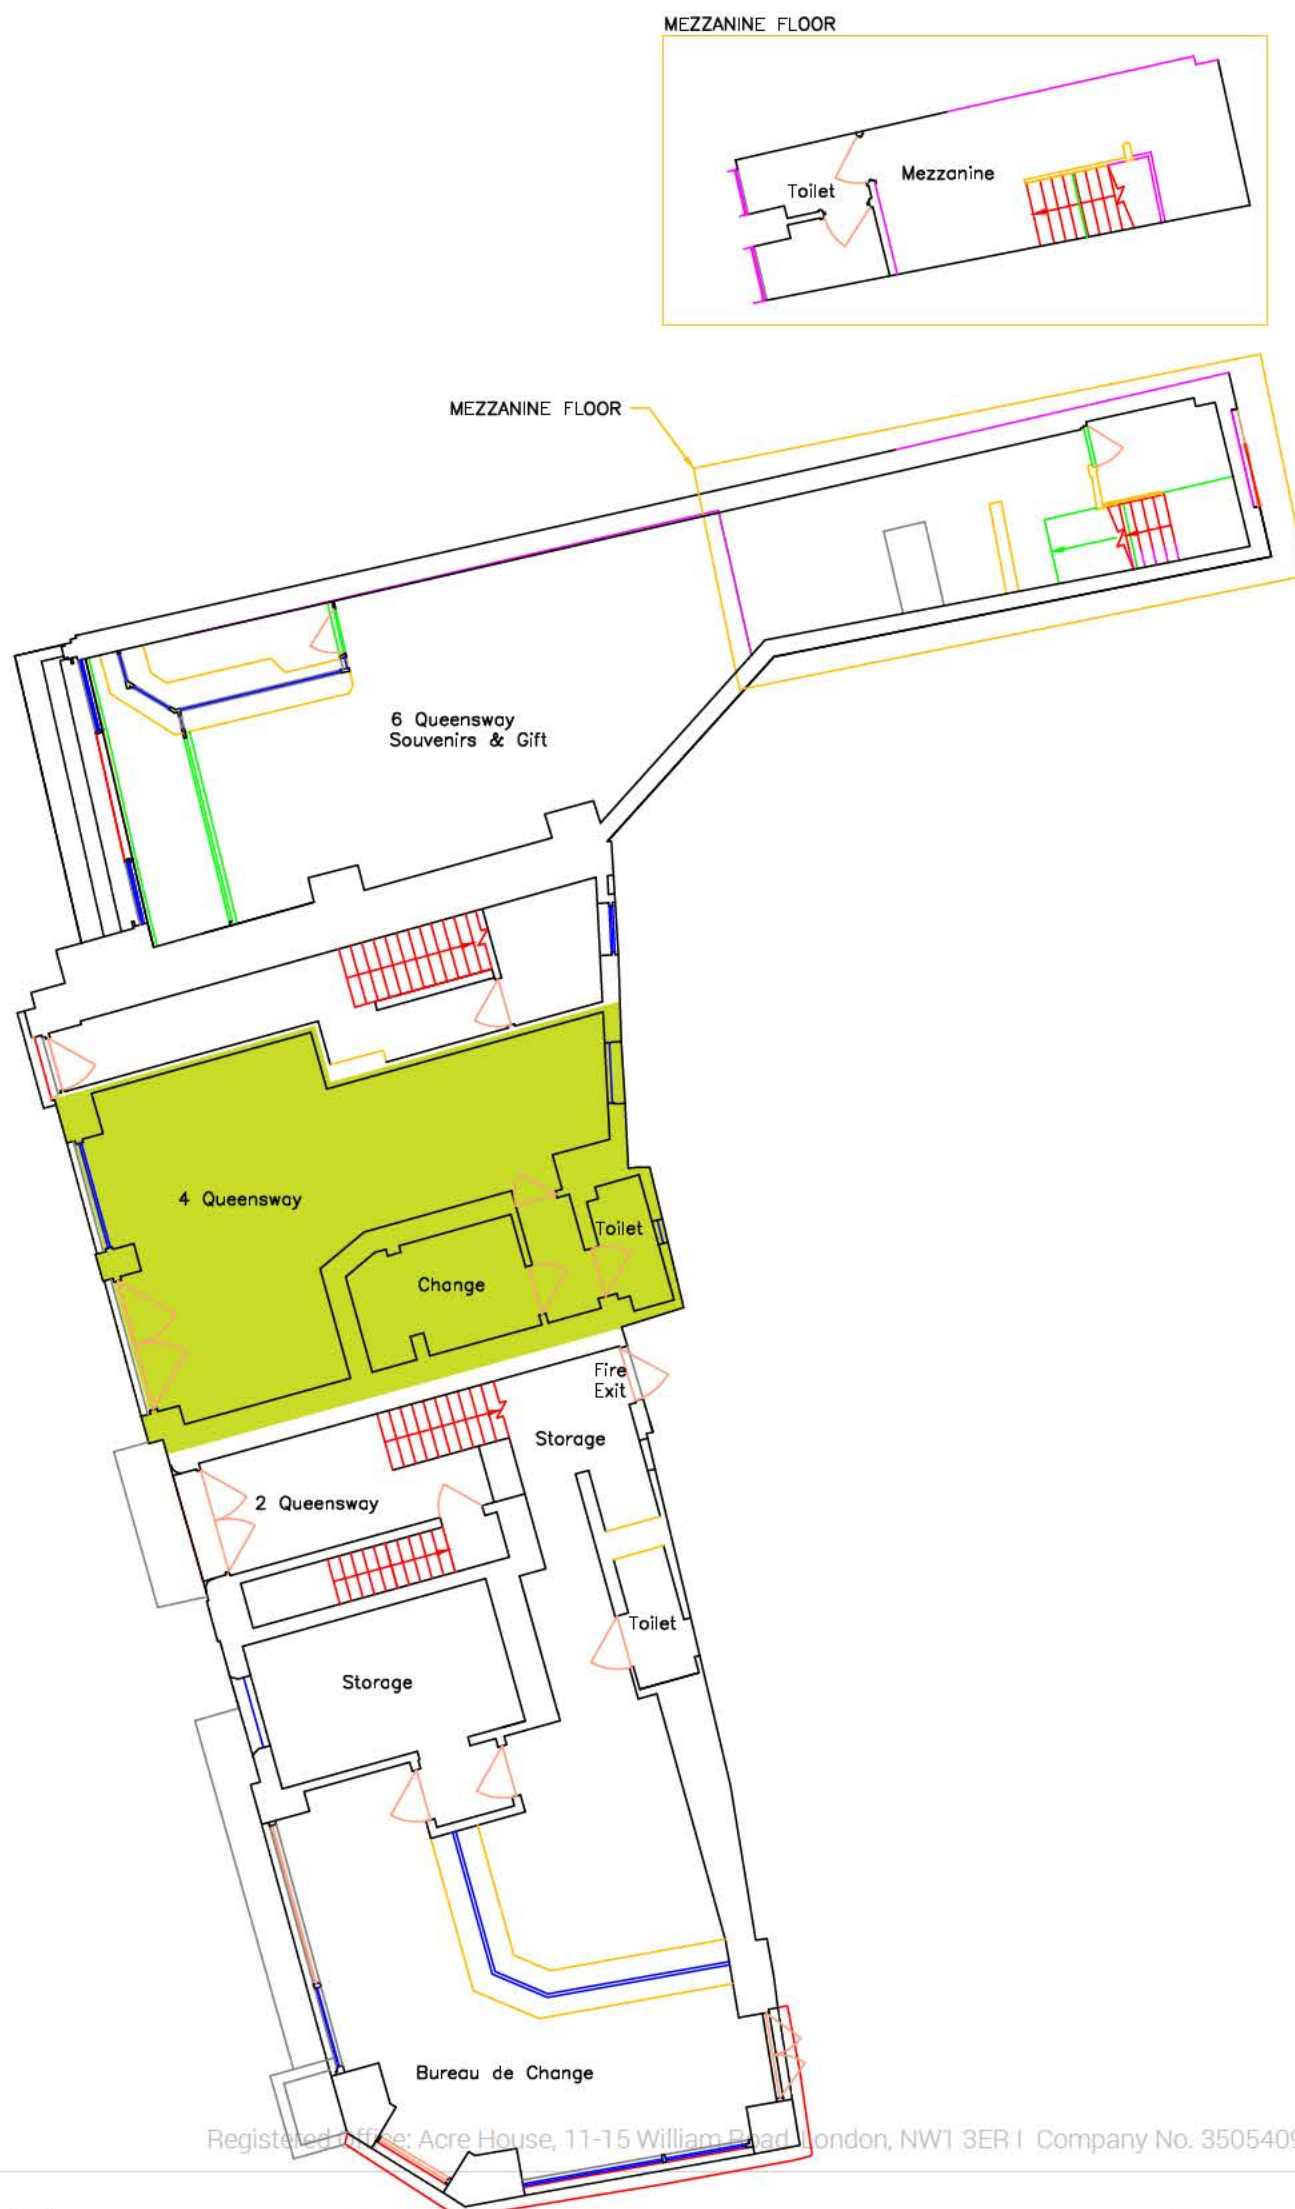 MEZZANINE FLOOR
Toilet
Mezzanine
MEZZANINE FLOOR
6 Queensway
Souvenirs & Gift
4 Queensway
Toilet
Change
Fire
Exit
Storage
2 Queensway
Toilet
Storage
Bureau de Change
Registered office: Acre House, 11-15 William Road, London, NW1 3ER I Company No. 3505409